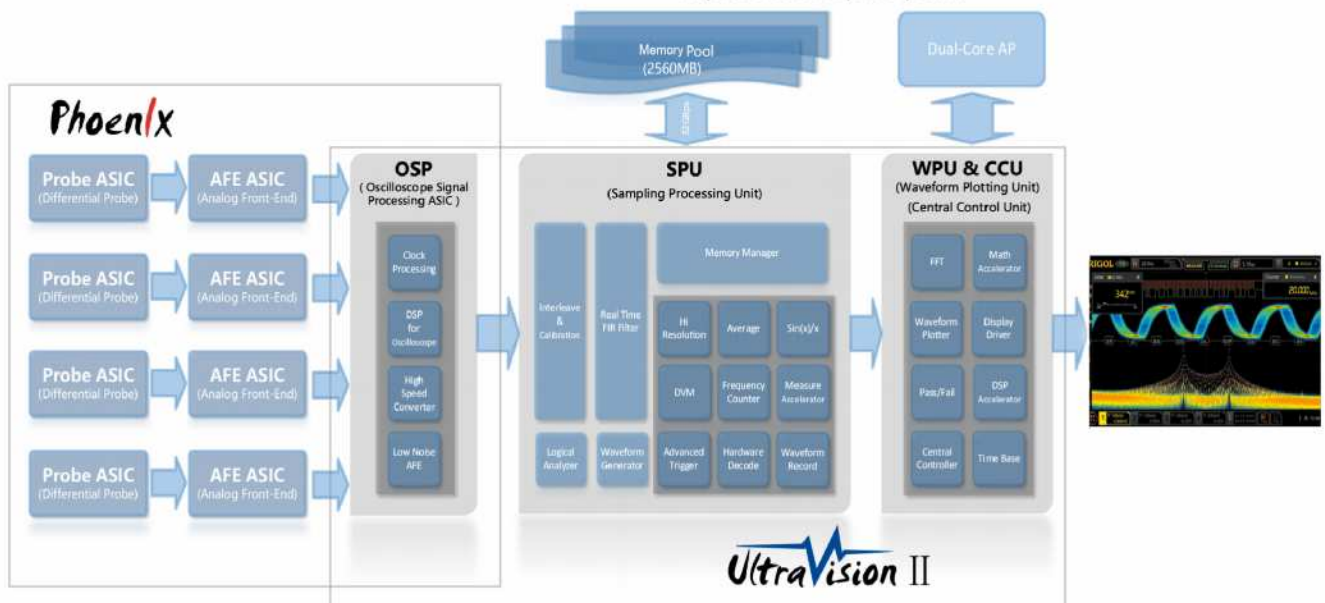 Memory Pool
(2560MB)
Dual-Core AP
Phoenix
Probe ASIC
(Differential Probe)
AFE ASIC
(Analog Front-End)
Probe ASIC
(Differential Probe)
AFE ASIC
(Analog Front-End)
Probe ASIC
(Differential Probe)
AFE ASIC
(Analog Front-End)
Probe ASIC
(Differential Probe)
AFE ASIC
(Analog Front-End)
OSP
( Oscilloscope Signal
Processing ASIC )
Clock
Processing
DSP
for
Oscilloscope
High
Speed
Converter
Low Noise
AFE
SPU
(Sampling Processing Unit)
Interleave
&
Calibration
Real Time
FIR Filter
Memory Manager
Hi
Resolution
Average
Sin(x)/x
DVM
Frequency
Counter
Measure
Accelerator
Logical
Analyzer
Waveform
Generator
Advanced
Trigger
Hardware
Decode
Waveform
Record
WPU & CCU
(Waveform Plotting Unit)
(Central Control Unit)
FFT
Math
Accelerator
Waveform
Plotter
Display
Driver
Pass/Fail
DSP
Accelerator
Central
Controller
Time Base
RIGOL
UltraVision II